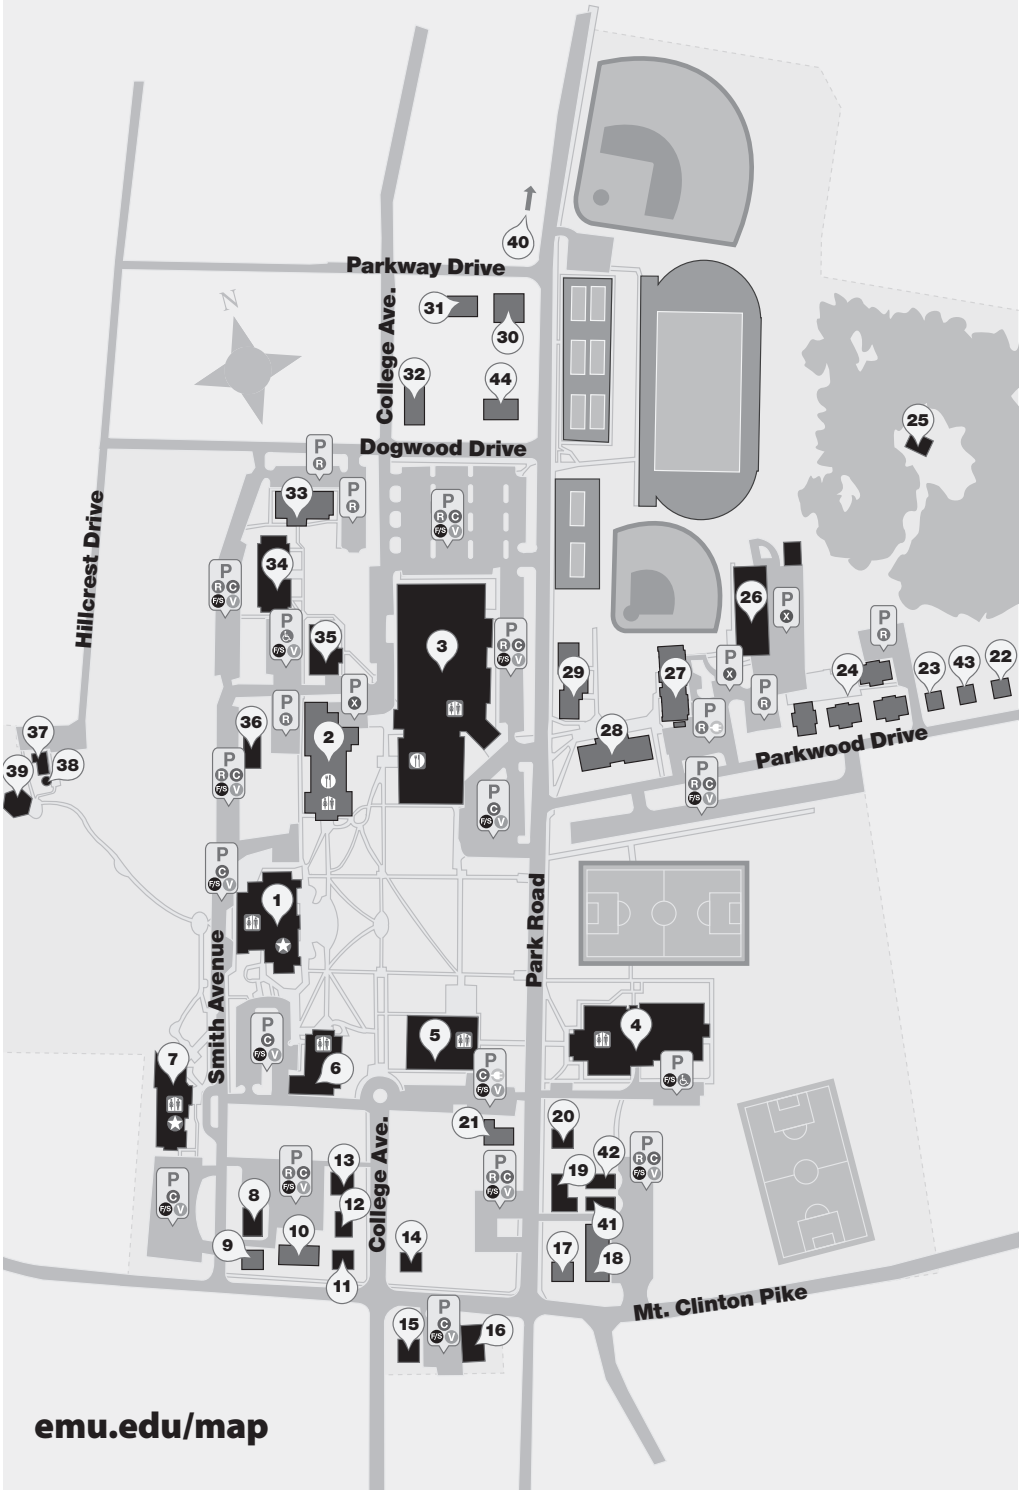 N
40
Parkway Drive
31
30
College Ave.
32
44
25
Dogwood Drive
P
R
33
P
R
P
R C
F/S V
Hillcrest Drive
34
P
R C
F/S V
26
P
X
P
F/S V
35
3
P
R C
F/S V
P
R
29
27
P
X
24
23
43
22
P
X
P
R
P
R
36
2
28
P
R
37
38
39
P
R C
F/S V
Parkwood Drive
P
R C
F/S V
P
C
F/S V
P
C
F/S V
1
Park Road
Smith Avenue
P
C
F/S V
5
4
6
7
P
C
F/S V
P
F/S
21
20
College Ave.
13
P
R C
F/S V
19
42
P
R C
F/S V
P
R C
F/S V
P
C
F/S V
8
12
41
9
10
14
17
18
11
Mt. Clinton Pike
15
P
C
F/S V
16
emu.edu/map